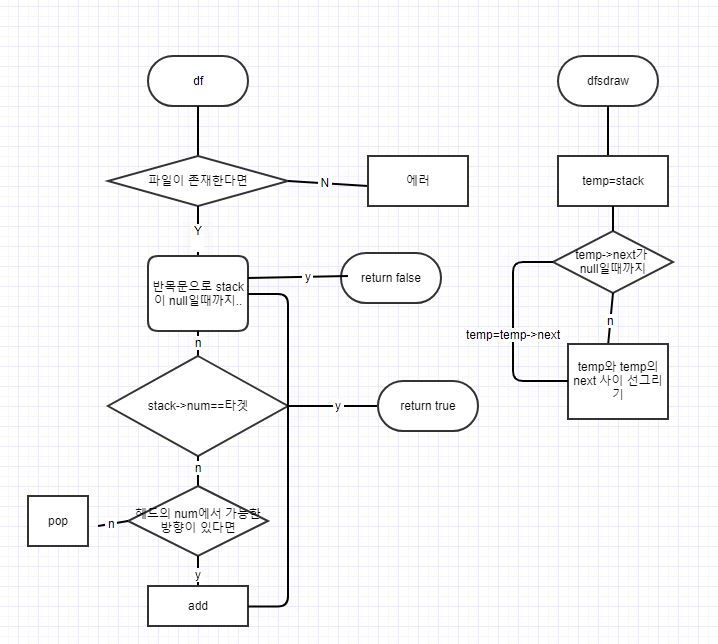 df
dfsdraw
파일이 존재한다면
N
에러
temp=stack
Y
반목문으로 stack
이 null일때까지..
y
return false
temp->next가
null일때까지
n
temp=temp->next
n
stack->num==타겟
y
return true
temp와 temp의
next 사이 선그리
기
n
헤드의 num에서 가능한
방향이 있다면
n
pop
y
add